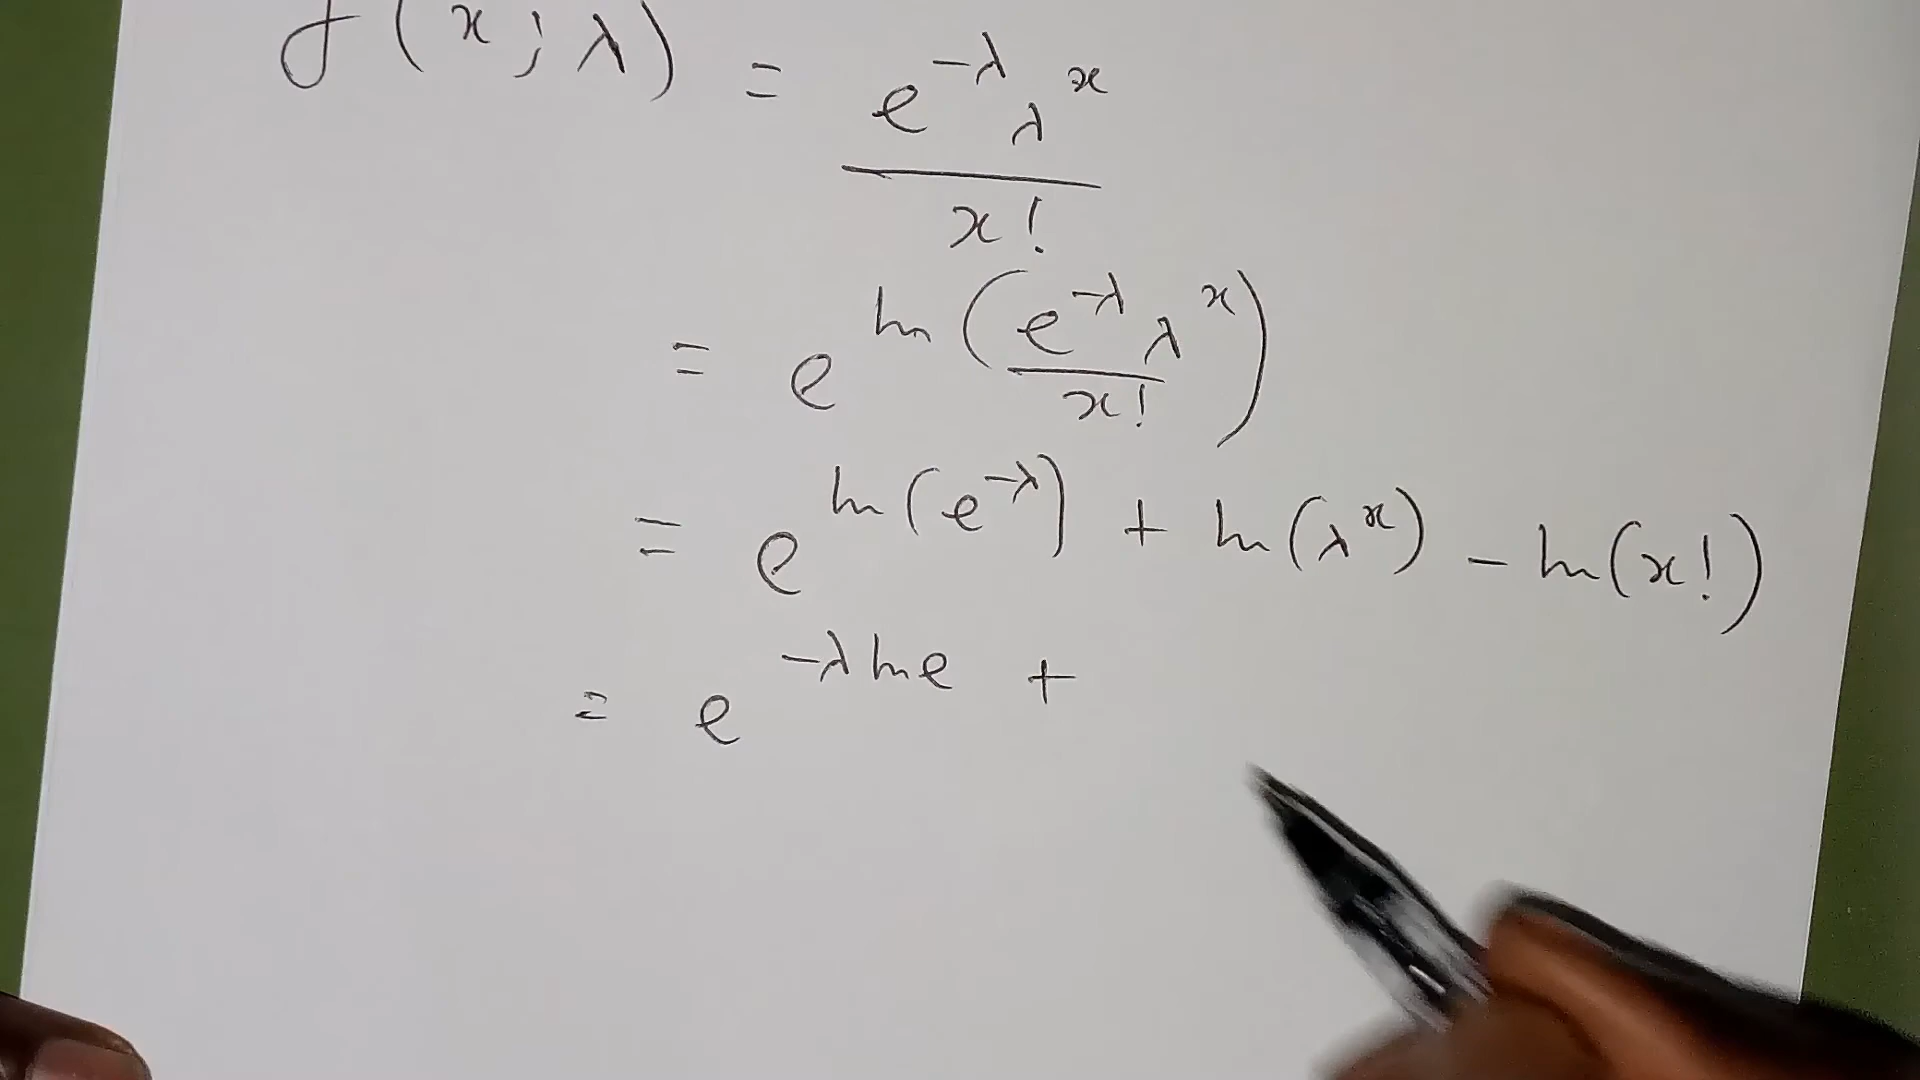 f(x; λ) = e^{-λ} λ^x / x!
= e^{ln(e^{-λ} λ^x / x!)}
= e^{ln(e^{-λ}) + ln(λ^x) - ln(x!)}
= e^{-λ ln e +}